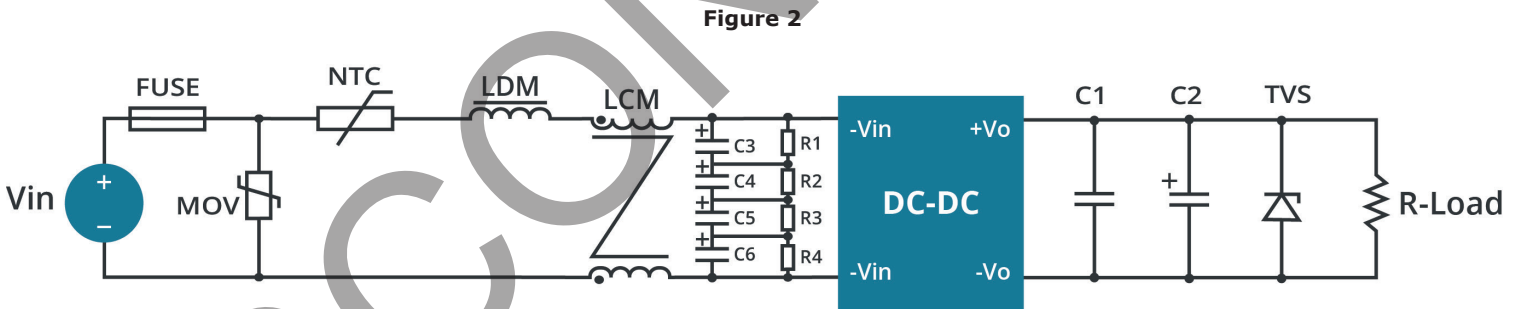 Figure 2
FUSE
NTC
LDM
LCM
C1
C2
TVS
+
C3
R1
-Vin
+Vo
+
C4
R2
+
Vin
+
−
MOV
DC-DC
R-Load
+
C5
R3
+
C6
R4
-Vin
-Vo